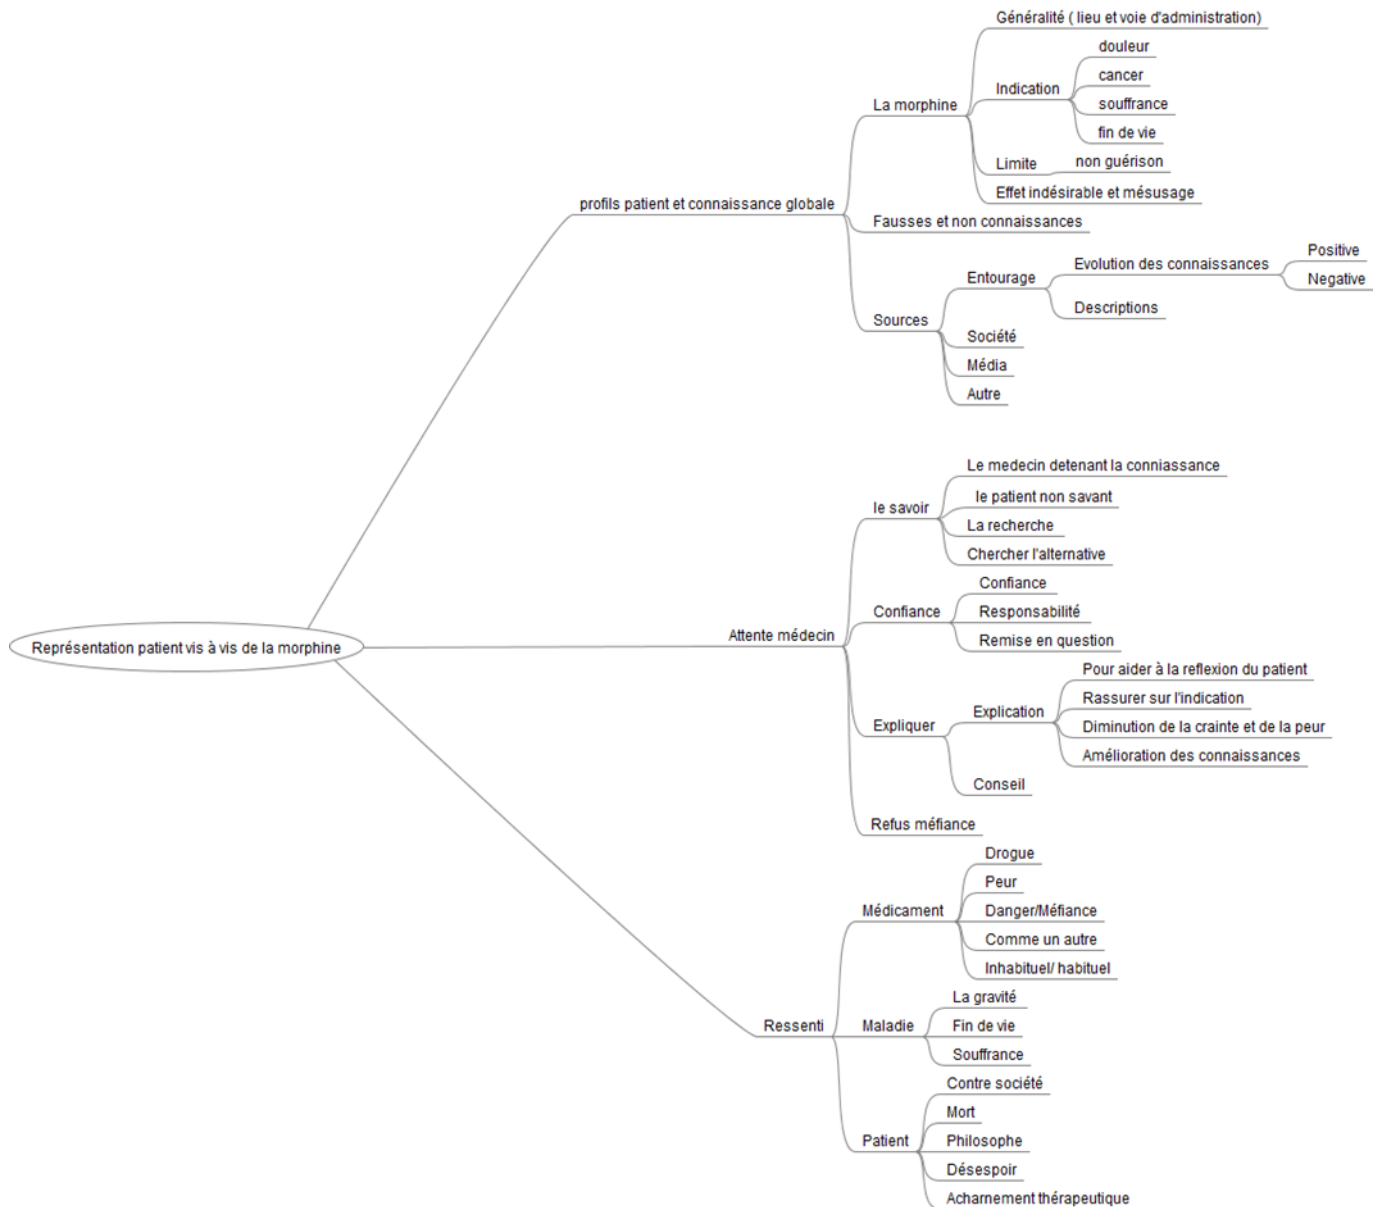 Représentation patient vis à vis de la morphine
profils patient et connaissance globale
La morphine
Généralité ( lieu et voie d'administration)
Indication
douleur
cancer
souffrance
fin de vie
Limite
non guérison
Effet indésirable et mésusage
Fausses et non connaissances
Sources
Entourage
Evolution des connaissances
Positive
Negative
Descriptions
Société
Média
Autre
Attente médecin
le savoir
Le medecin detenant la conniassance
le patient non savant
La recherche
Chercher l'alternative
Confiance
Confiance
Responsabilité
Remise en question
Expliquer
Explication
Pour aider à la reflexion du patient
Rassurer sur l'indication
Diminution de la crainte et de la peur
Amélioration des connaissances
Conseil
Refus méfiance
Ressenti
Médicament
Drogue
Peur
Danger/Méfiance
Comme un autre
Inhabituel/ habituel
Maladie
La gravité
Fin de vie
Souffrance
Patient
Contre société
Mort
Philosophe
Désespoir
Acharnement thérapeutique